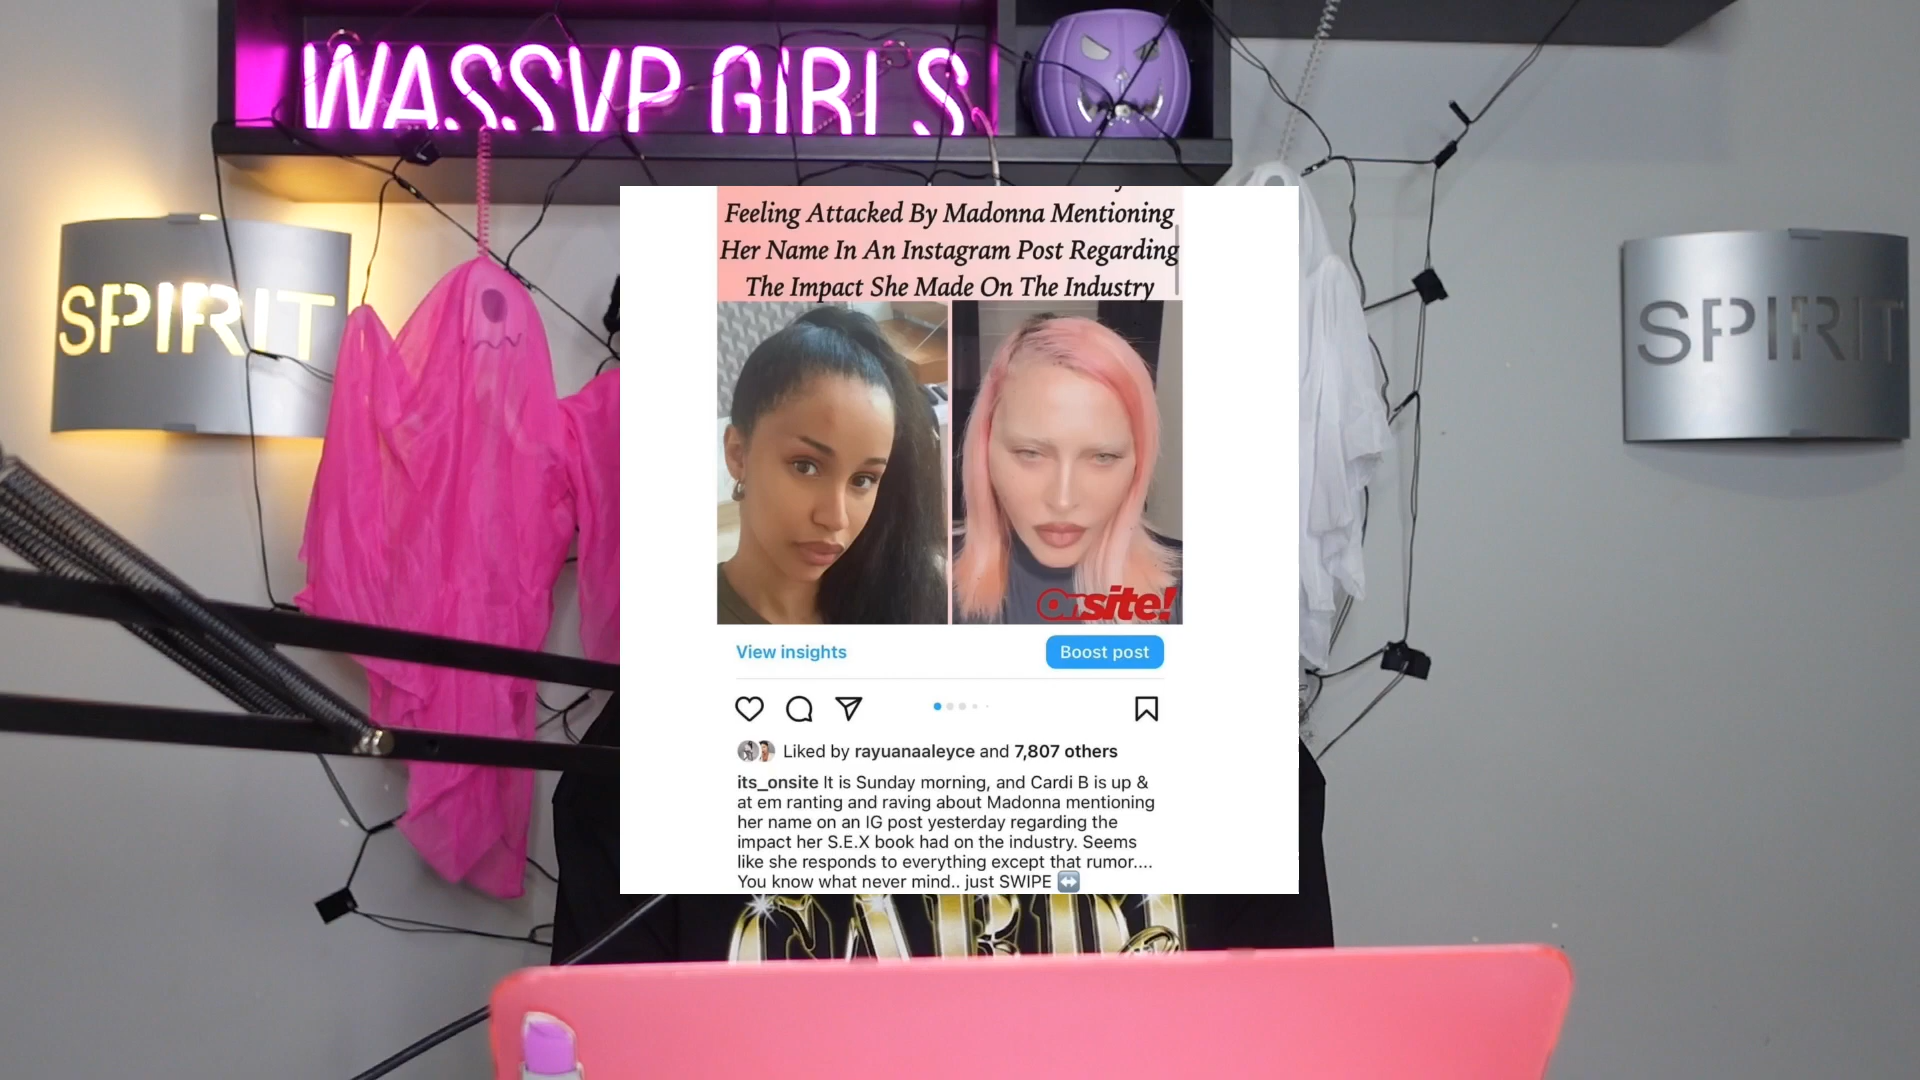 WASSVP GIRLS
SPIRIT
SPIRIT
Feeling Attacked By Madonna Mentioning
Her Name In An Instagram Post Regarding
The Impact She Made On The Industry
Onsite!
View insights
Boost post
Liked by rayuanaaleyce and 7,807 others
its_onsite It is Sunday morning, and Cardi B is up &
at em ranting and raving about Madonna mentioning
her name on an IG post yesterday regarding the
impact her S.E.X book had on the industry. Seems
like she responds to everything except that rumor....
You know what never mind.. just SWIPE ↔️